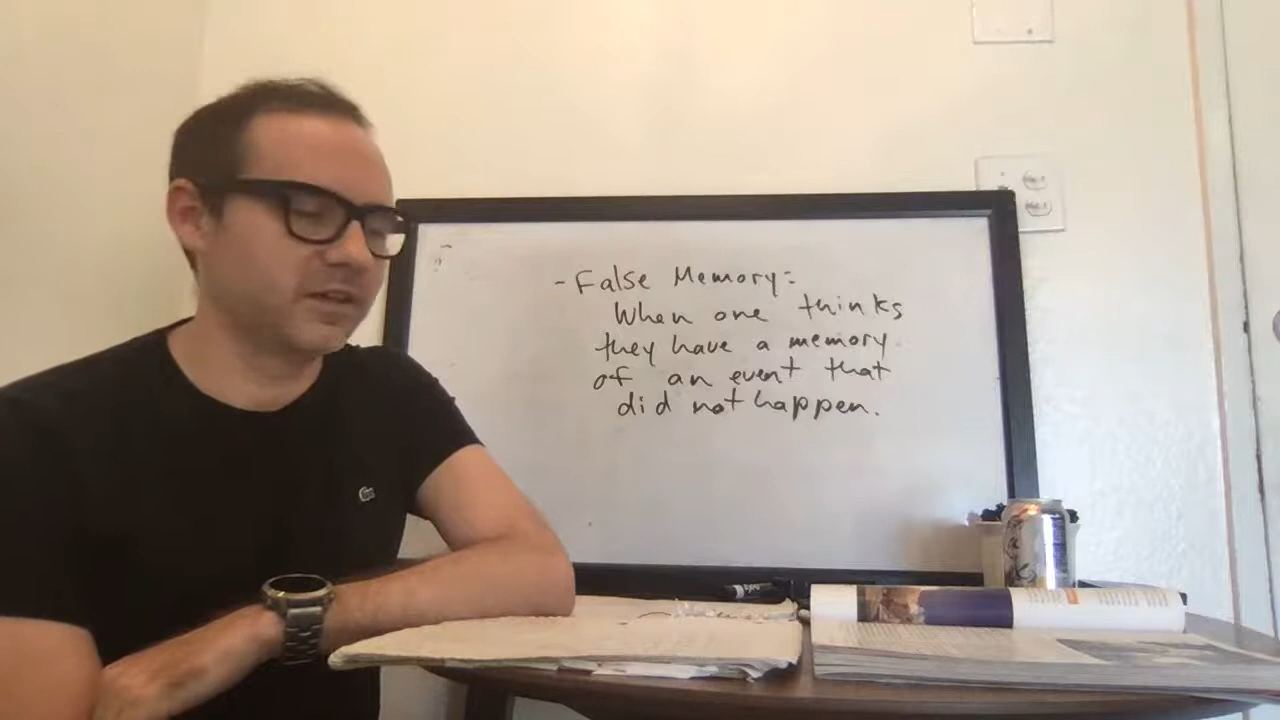 - False Memory:
When one thinks
they have a memory
of an event that
did not happen.